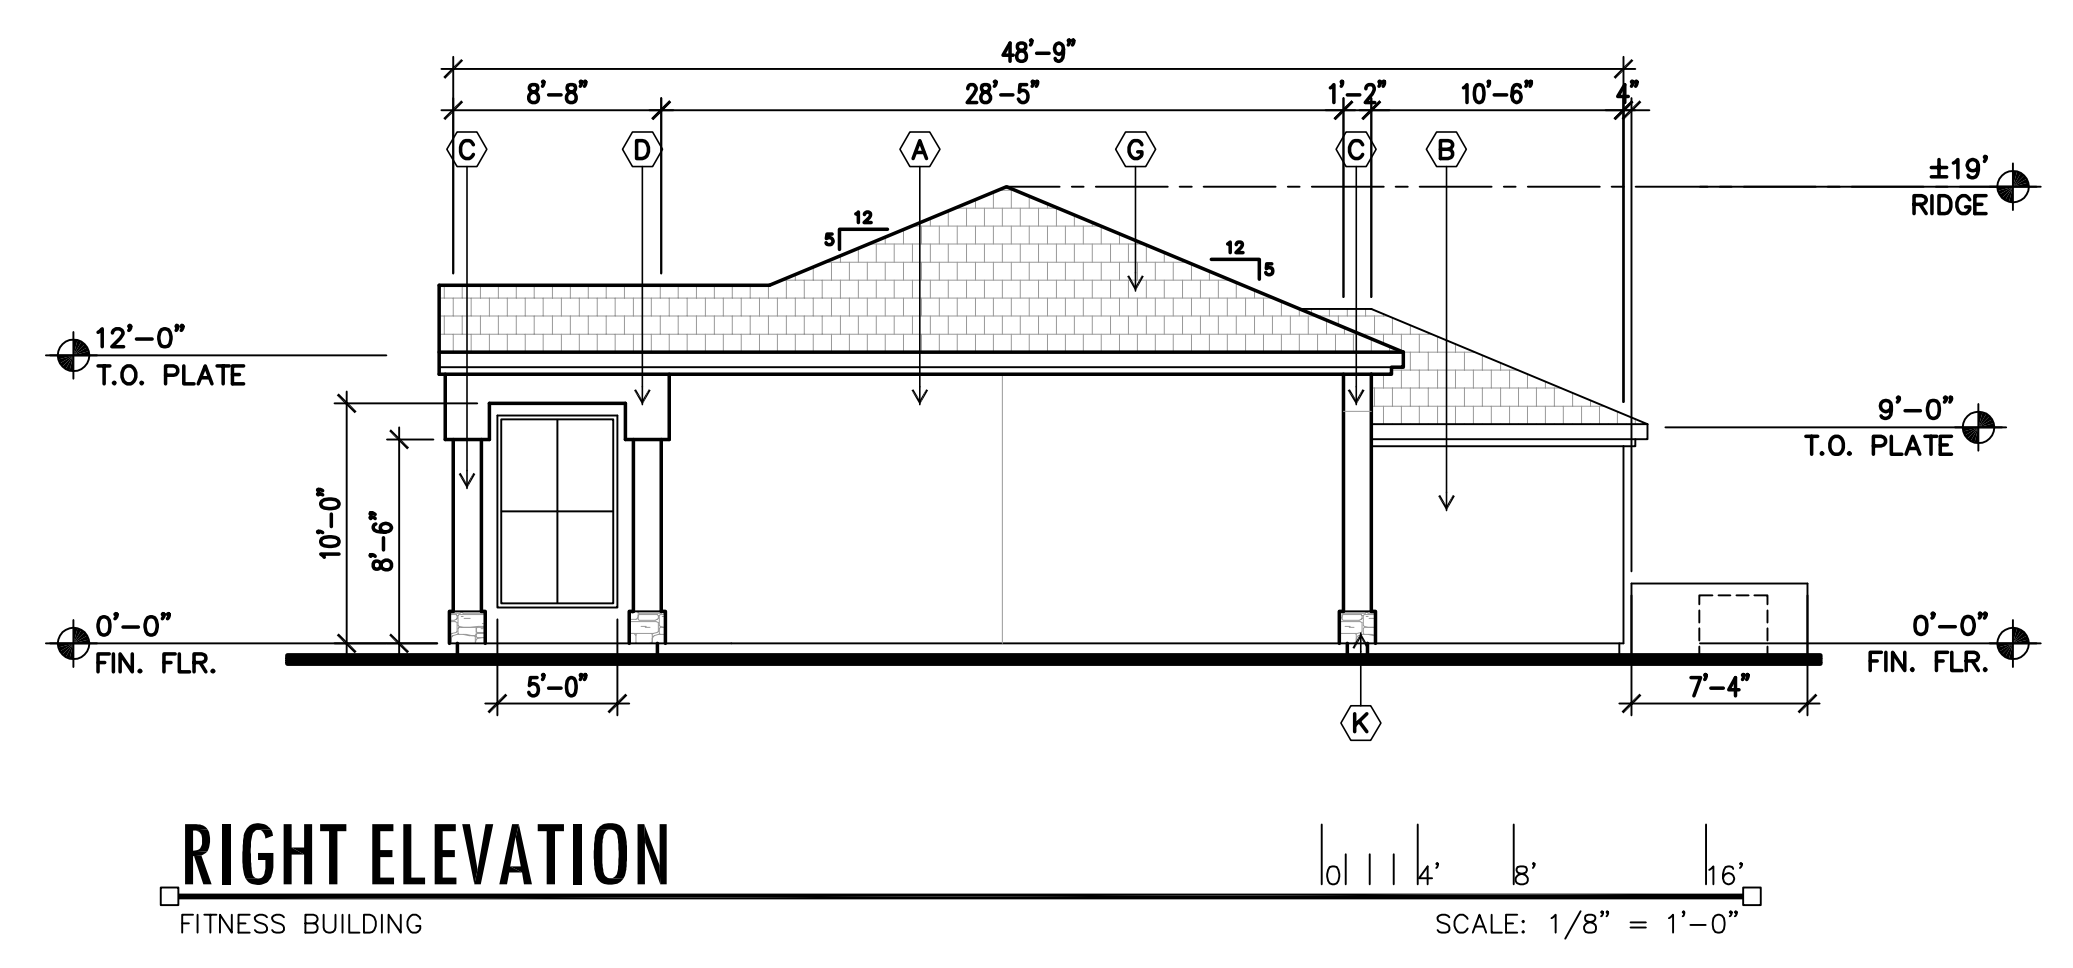 48'-9"
8'-8" 28'-5" 1'-2" 10'-6" 4"
C D A G C B
±19'
RIDGE
12
5
12
5
12'-0"
T.O. PLATE
9'-0"
T.O. PLATE
10'-0"
8'-6"
0'-0"
FIN. FLR.
0'-0"
FIN. FLR.
5'-0"
7'-4"
K
RIGHT ELEVATION
0 4' 8' 16'
FITNESS BUILDING
SCALE: 1/8" = 1'-0"